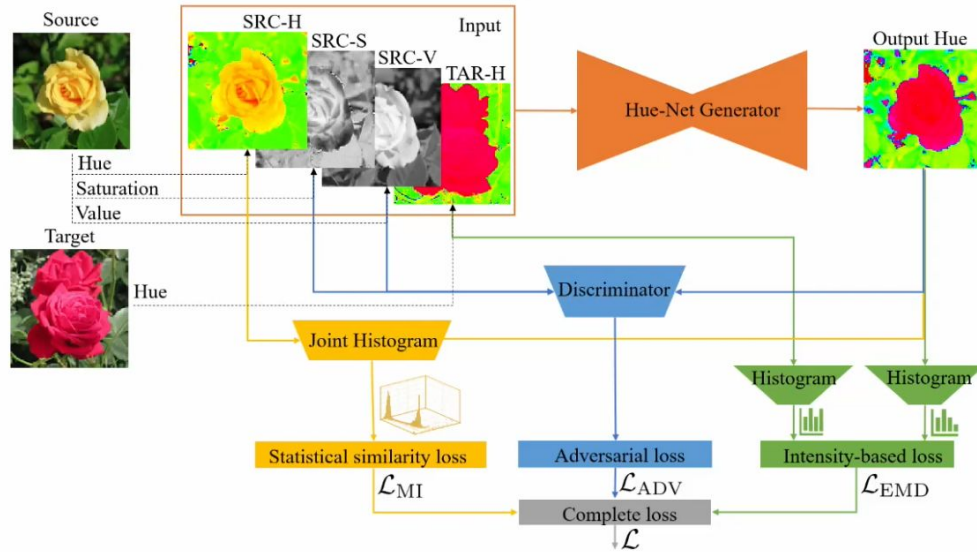 Source
SRC-H
SRC-S
SRC-V
TAR-H
Input
Hue-Net Generator
Output Hue
Hue
Saturation
Value
Target
Hue
Discriminator
Joint Histogram
Histogram
Histogram
Statistical similarity loss
Adversarial loss
Intensity-based loss
ℒMI
ℒADV
ℒEMD
Complete loss
ℒ